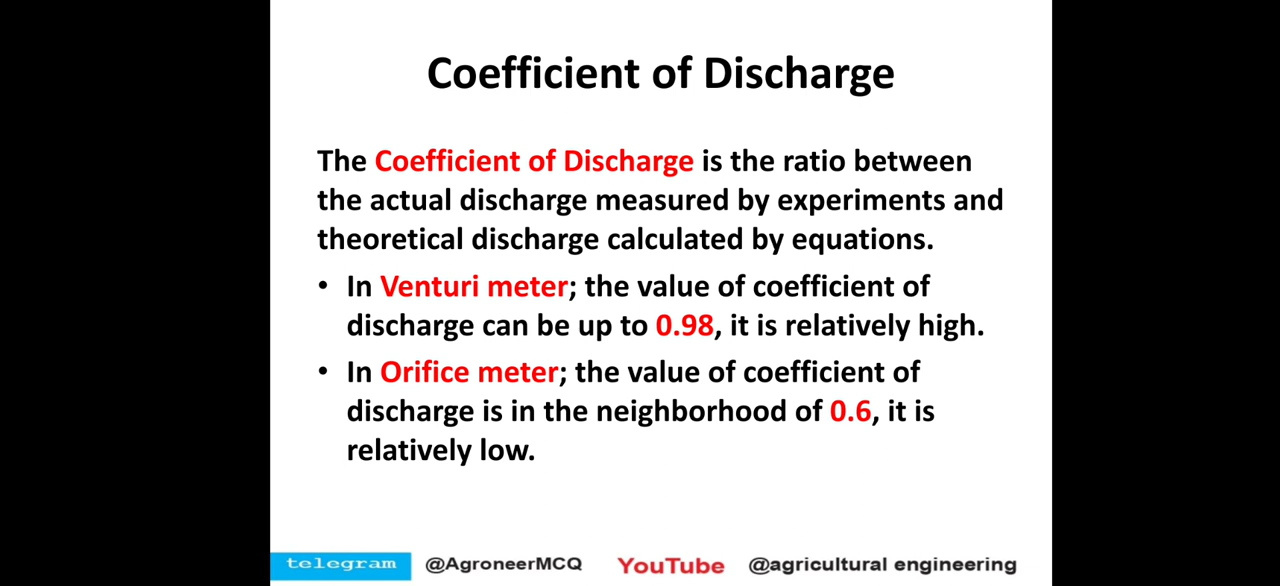 Coefficient of Discharge
The Coefficient of Discharge is the ratio between
the actual discharge measured by experiments and
theoretical discharge calculated by equations.
• In Venturi meter; the value of coefficient of
discharge can be up to 0.98, it is relatively high.
• In Orifice meter; the value of coefficient of
discharge is in the neighborhood of 0.6, it is
relatively low.
telegram @AgroneerMCQ YouTube @agricultural engineering